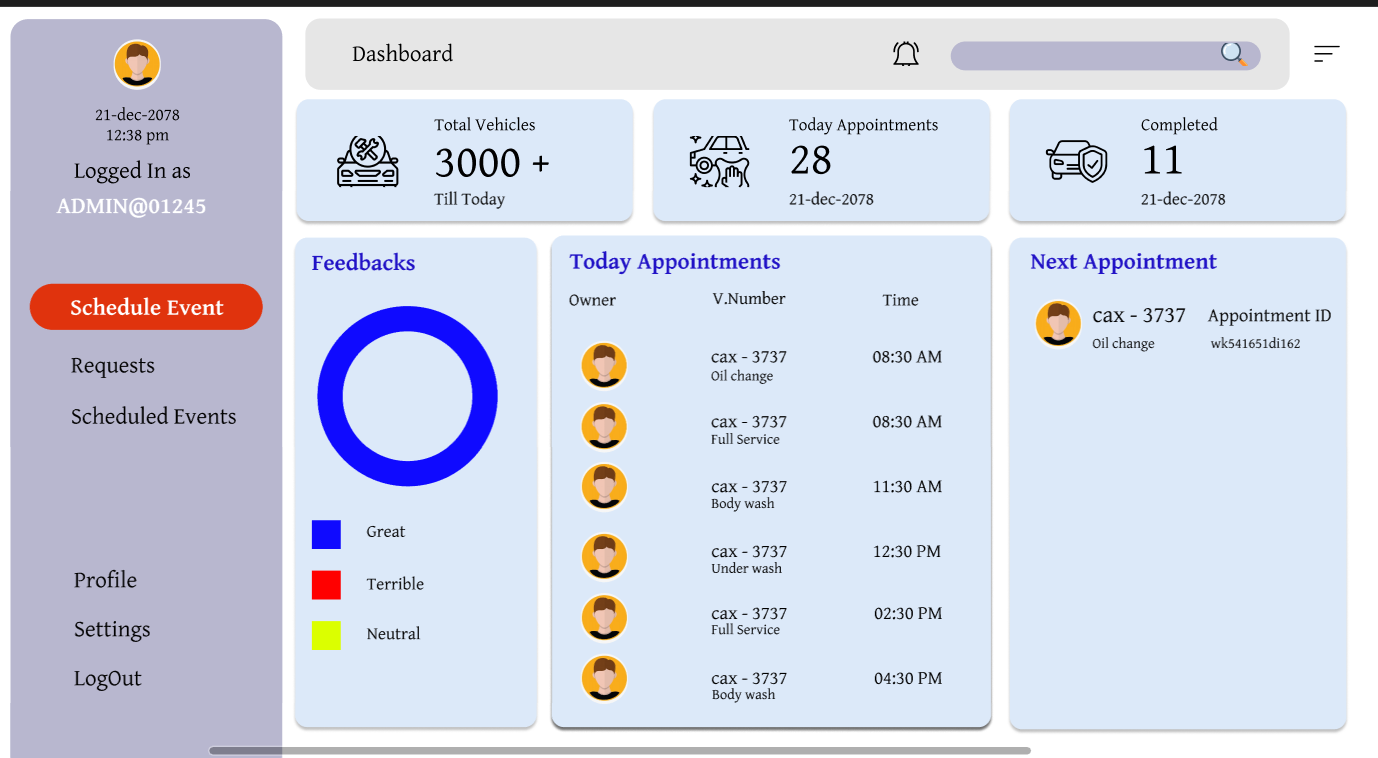 21-dec-2078
12:38 pm
Logged In as
ADMIN@01245
Schedule Event
Requests
Scheduled Events
Profile
Settings
LogOut
Dashboard
Total Vehicles
3000 +
Till Today
Today Appointments
28
21-dec-2078
Completed
11
21-dec-2078
Feedbacks
Great
Terrible
Neutral
Today Appointments
Owner V.Number Time
cax - 3737 08:30 AM
Oil change
cax - 3737 08:30 AM
Full Service
cax - 3737 11:30 AM
Body wash
cax - 3737 12:30 PM
Under wash
cax - 3737 02:30 PM
Full Service
cax - 3737 04:30 PM
Body wash
Next Appointment
cax - 3737 Appointment ID
Oil change wk541651di162